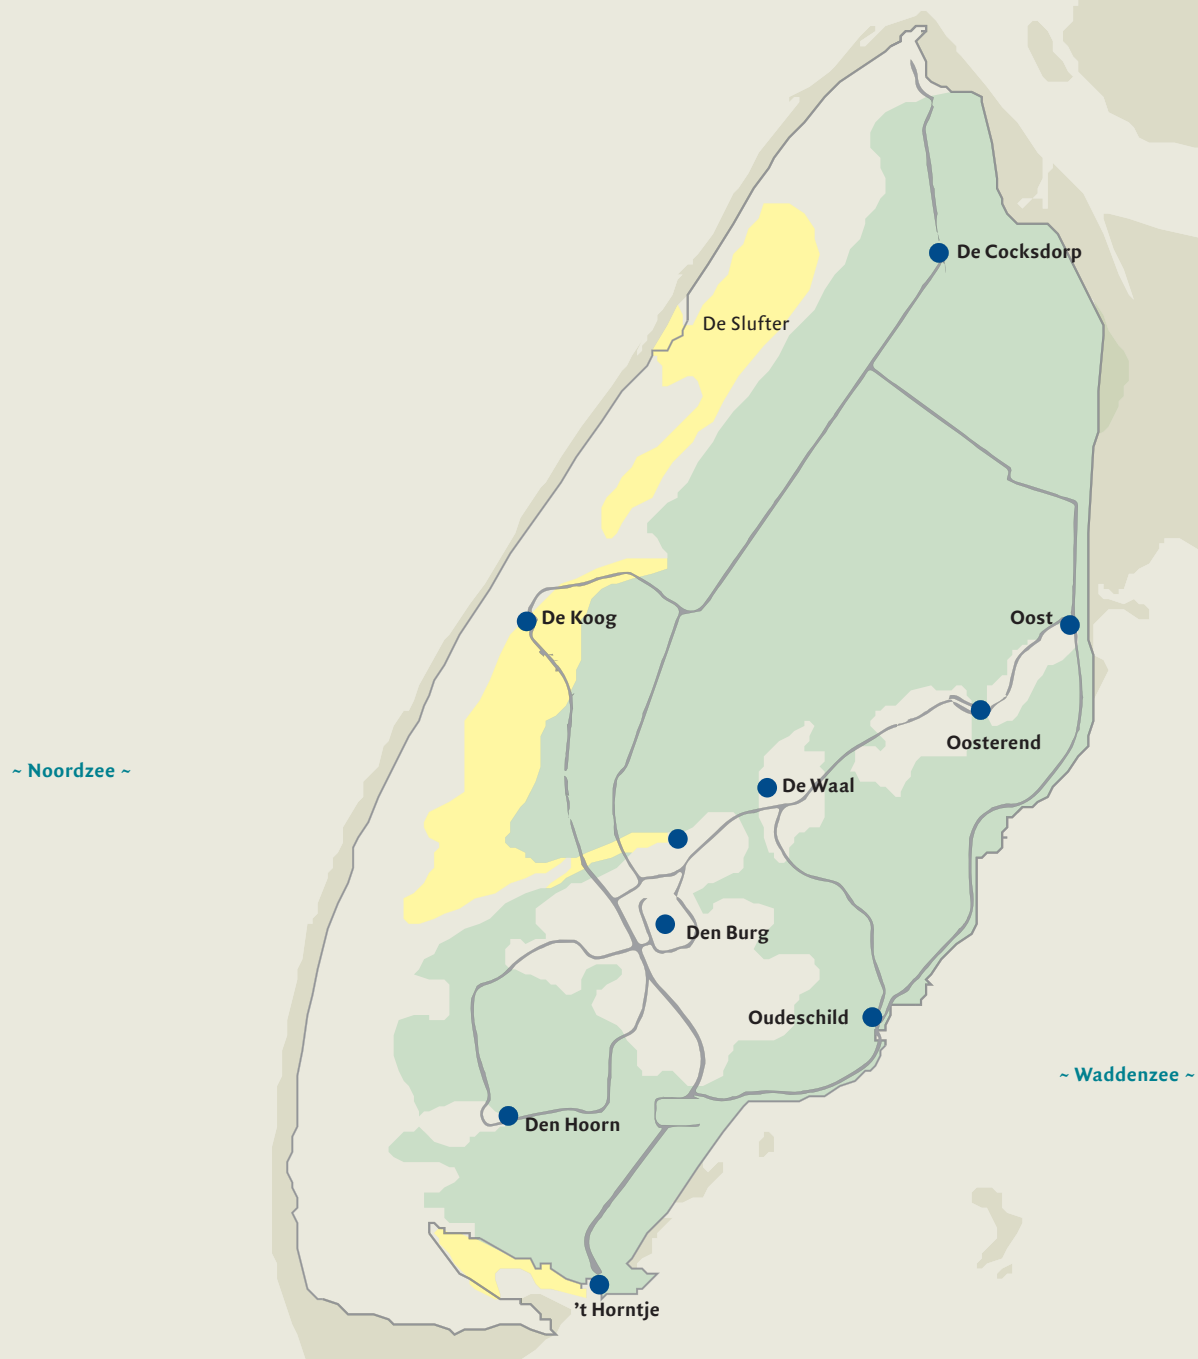 De Cocksdorp
De Slufter
De Koog
Oost
Oosterend
~ Noordzee ~
De Waal
Den Burg
Oudeschild
~ Waddenzee ~
Den Hoorn
’t Horntje